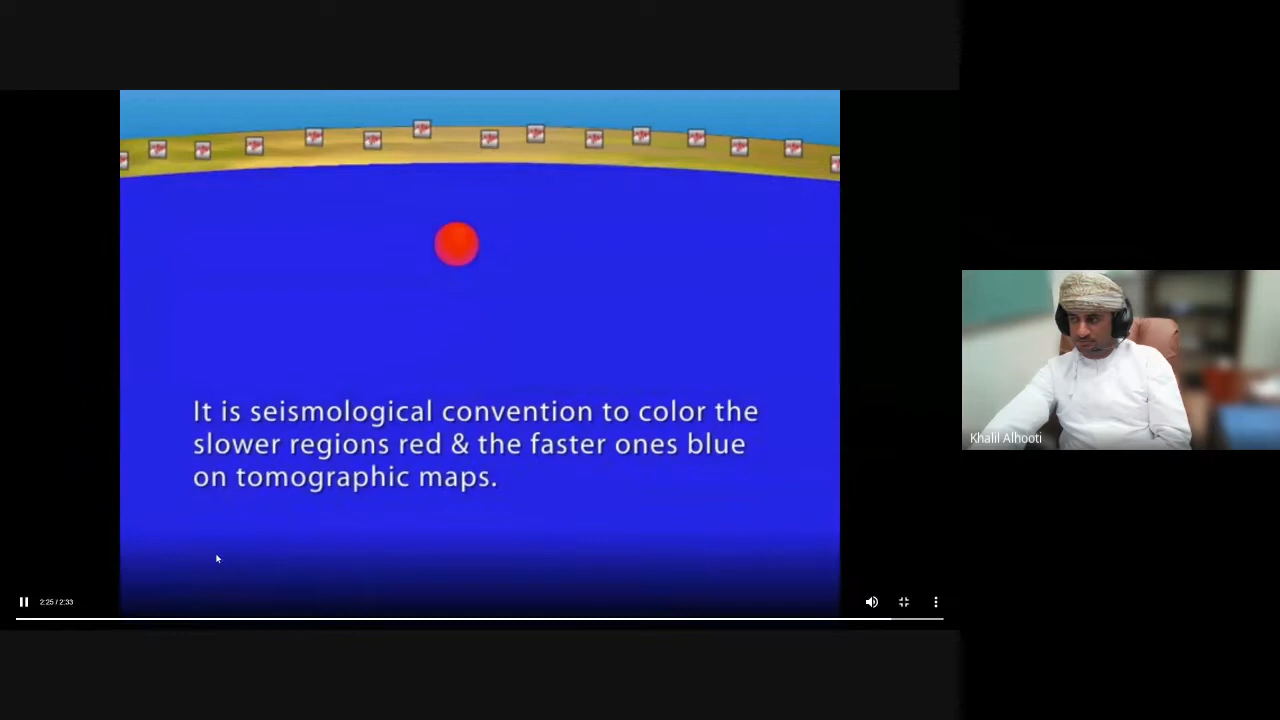 It is seismological convention to color the
slower regions red & the faster ones blue
on tomographic maps.
Khalil Alhooti
2:25 / 2:33